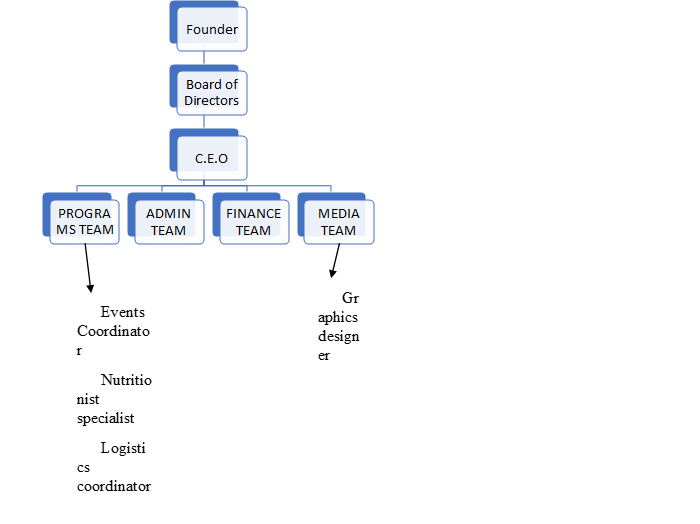 Founder
Board of
Directors
C.E.O
PROGRA
MS TEAM
ADMIN
TEAM
FINANCE
TEAM
MEDIA
TEAM
Events
Coordinato
r
Nutritio
nist
specialist
Logisti
cs
coordinator
Gr
aphics
design
er